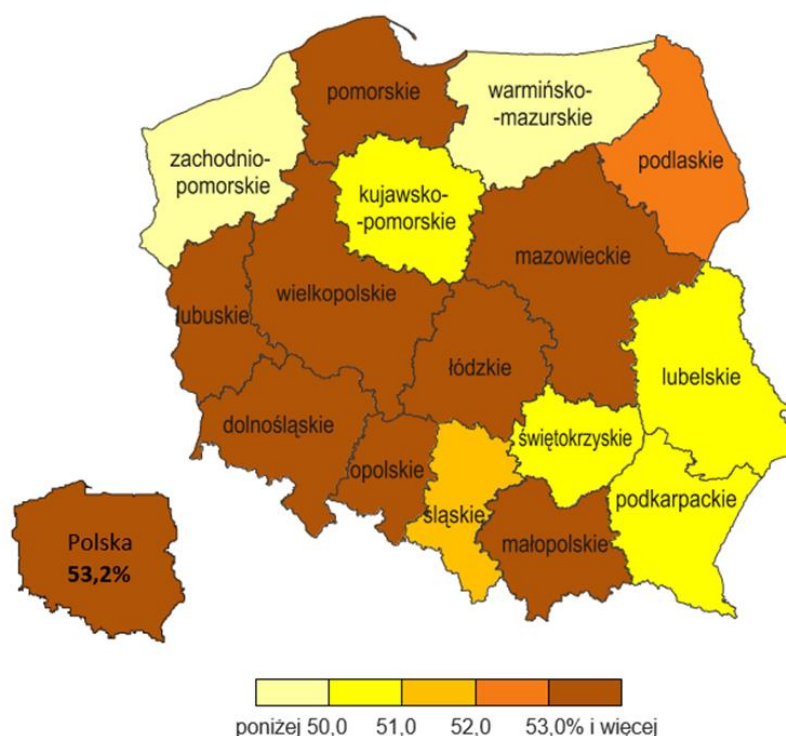 pomorskie
warmińsko-
-mazurskie
zachodnio-
pomorskie
podlaskie
kujawsko-
-pomorskie
mazowieckie
wielkopolskie
lubuskie
łódzkie
lubelskie
dolnośląskie
świętokrzyskie
opolskie
podkarpackie
śląskie
małopolskie
Polska
53,2%
poniżej 50,0 51,0 52,0 53,0% i więcej